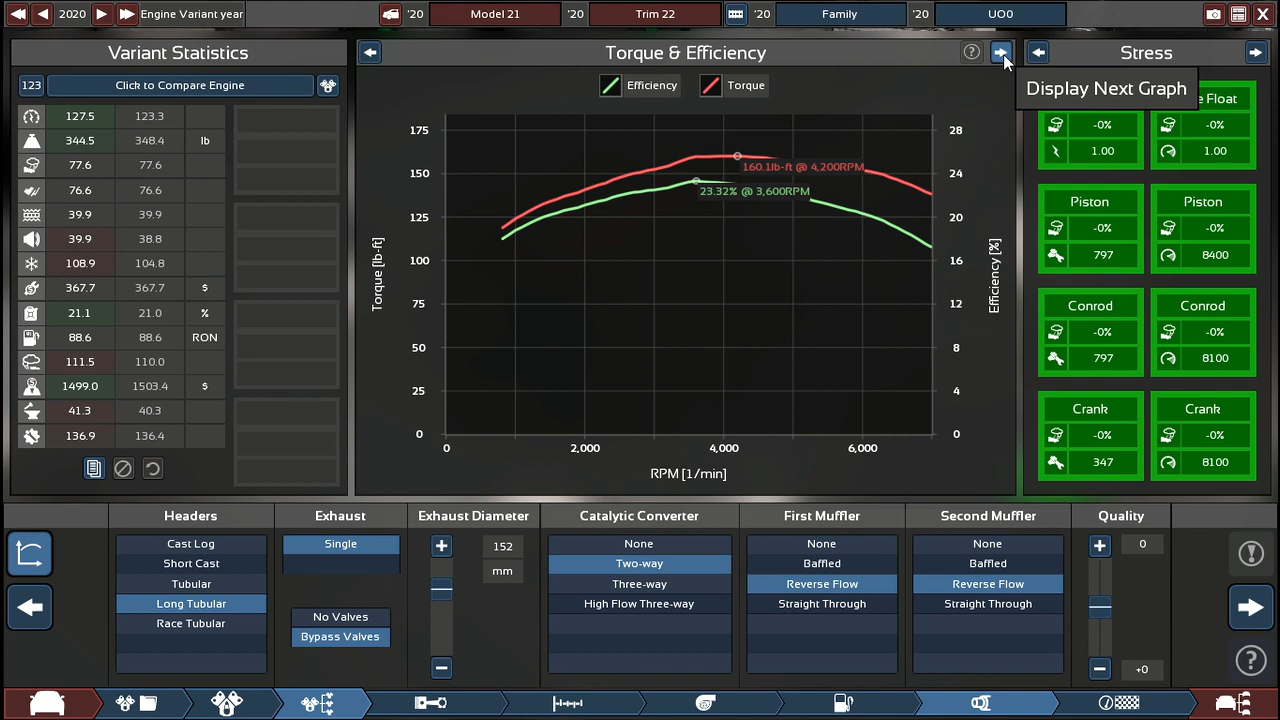 2020 Engine Variant year '20 Model 21 '20 Trim 22 '20 Family '20 UO0
Variant Statistics
123 Click to Compare Engine
127.5 123.3
344.5 348.4 lb
77.6 77.6
76.6 76.6
39.9 39.9
39.9 38.8
108.9 104.8
367.7 367.7 $
21.1 21.0 %
88.6 88.6 RON
111.5 110.0
1499.0 1503.4 $
41.3 40.3
136.9 136.4
Torque & Efficiency
?
Efficiency Torque
175 28
150 24
125 20
100 16
75 12
50 8
25 4
0 0
160.1lb-ft @ 4,200RPM
23.32% @ 3,600RPM
Torque [lb-ft]
Efficiency [%]
0 2,000 4,000 6,000
RPM [1/min]
Stress
Display Next Graph
e Float
-0% -0%
1.00 1.00
Piston Piston
-0% -0%
797 8400
Conrod Conrod
-0% -0%
797 8100
Crank Crank
-0% -0%
347 8100
Headers
Cast Log
Short Cast
Tubular
Long Tubular
Race Tubular
Exhaust
Single
No Valves
Bypass Valves
Exhaust Diameter
152
mm
Catalytic Converter
None
Two-way
Three-way
High Flow Three-way
First Muffler
None
Baffled
Reverse Flow
Straight Through
Second Muffler
None
Baffled
Reverse Flow
Straight Through
Quality
0
+0
!
?